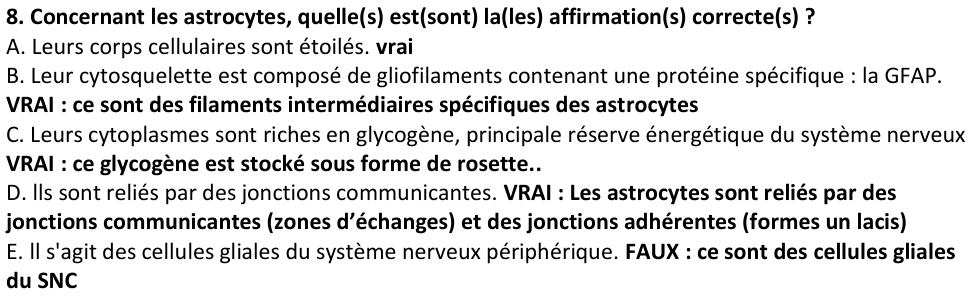 8. Concernant les astrocytes, quelle(s) est(sont) la(les) affirmation(s) correcte(s) ?
A. Leurs corps cellulaires sont étoilés. vrai
B. Leur cytosquelette est composé de gliofilaments contenant une protéine spécifique : la GFAP.
VRAI : ce sont des filaments intermédiaires spécifiques des astrocytes
C. Leurs cytoplasmes sont riches en glycogène, principale réserve énergétique du système nerveux
VRAI : ce glycogène est stocké sous forme de rosette..
D. lls sont reliés par des jonctions communicantes. VRAI : Les astrocytes sont reliés par des
jonctions communicantes (zones d’échanges) et des jonctions adhérentes (formes un lacis)
E. ll s'agit des cellules gliales du système nerveux périphérique. FAUX : ce sont des cellules gliales
du SNC